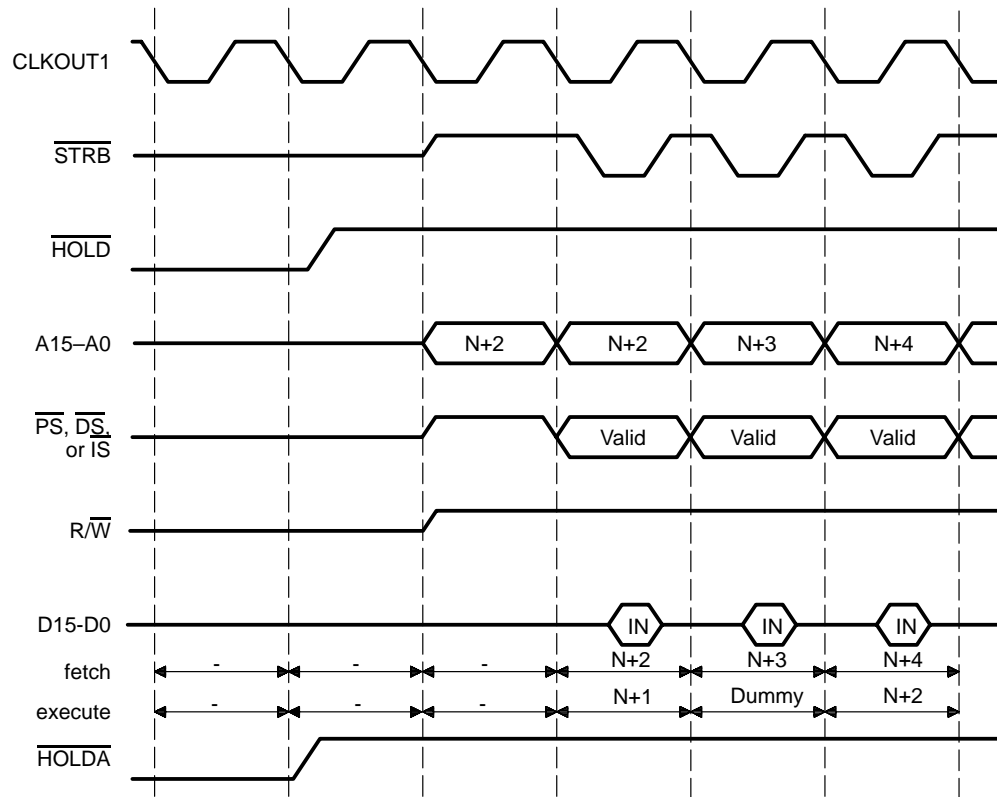 CLKOUT1
STRB
HOLD
A15–A0 N+2 N+2 N+3 N+4
PS, DS,
or IS
Valid Valid Valid
R/W
D15-D0 IN IN IN
fetch - - - N+2 N+3 N+4
execute - - - N+1 Dummy N+2
HOLDA